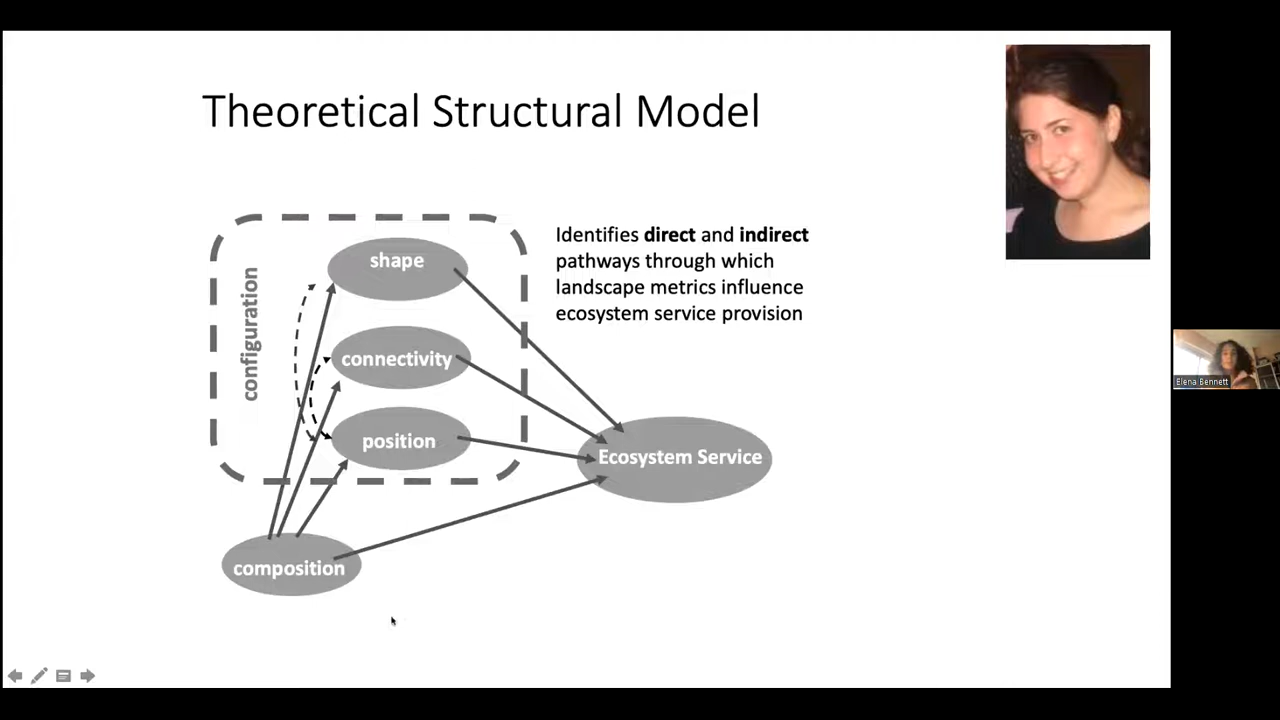 Theoretical Structural Model
Identifies direct and indirect
pathways through which
landscape metrics influence
ecosystem service provision
configuration
shape
connectivity
position
Ecosystem Service
composition
Elena Bennett